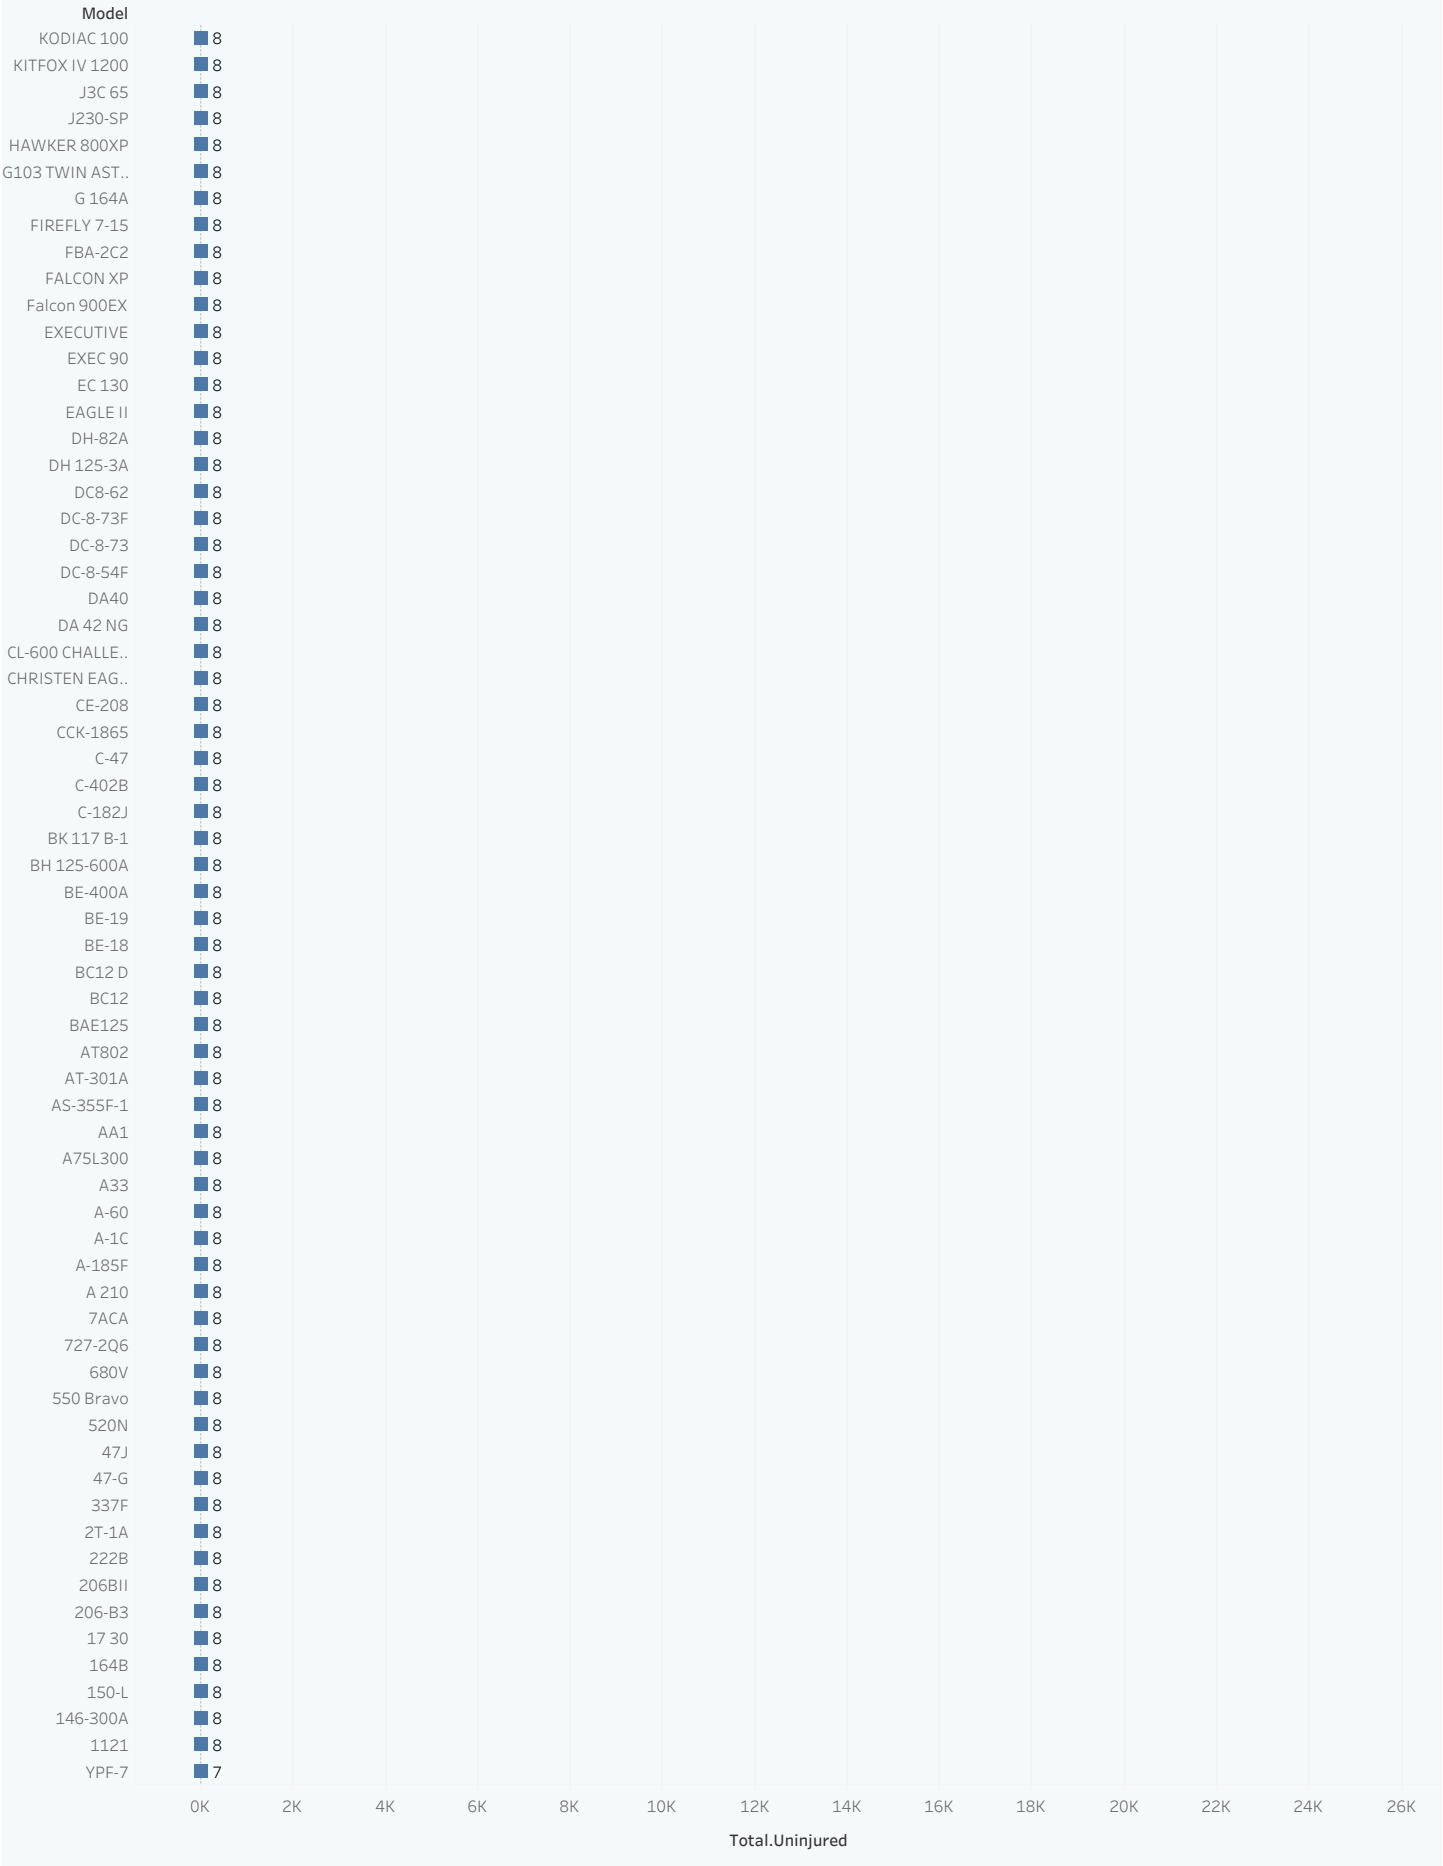 Model
KODIAC 100 8
KITFOX IV 1200 8
J3C 65 8
J230-SP 8
HAWKER 800XP 8
G103 TWIN AST.. 8
G 164A 8
FIREFLY 7-15 8
FBA-2C2 8
FALCON XP 8
Falcon 900EX 8
EXECUTIVE 8
EXEC 90 8
EC 130 8
EAGLE II 8
DH-82A 8
DH 125-3A 8
DC8-62 8
DC-8-73F 8
DC-8-73 8
DC-8-54F 8
DA40 8
DA 42 NG 8
CL-600 CHALLE.. 8
CHRISTEN EAG.. 8
CE-208 8
CCK-1865 8
C-47 8
C-402B 8
C-182J 8
BK 117 B-1 8
BH 125-600A 8
BE-400A 8
BE-19 8
BE-18 8
BC12 D 8
BC12 8
BAE125 8
AT802 8
AT-301A 8
AS-355F-1 8
AA1 8
A75L300 8
A33 8
A-60 8
A-1C 8
A-185F 8
A 210 8
7ACA 8
727-2Q6 8
680V 8
550 Bravo 8
520N 8
47J 8
47-G 8
337F 8
2T-1A 8
222B 8
206BII 8
206-B3 8
17 30 8
164B 8
150-L 8
146-300A 8
1121 8
YPF-7 7
0K 2K 4K 6K 8K 10K 12K 14K 16K 18K 20K 22K 24K 26K
Total.Uninjured